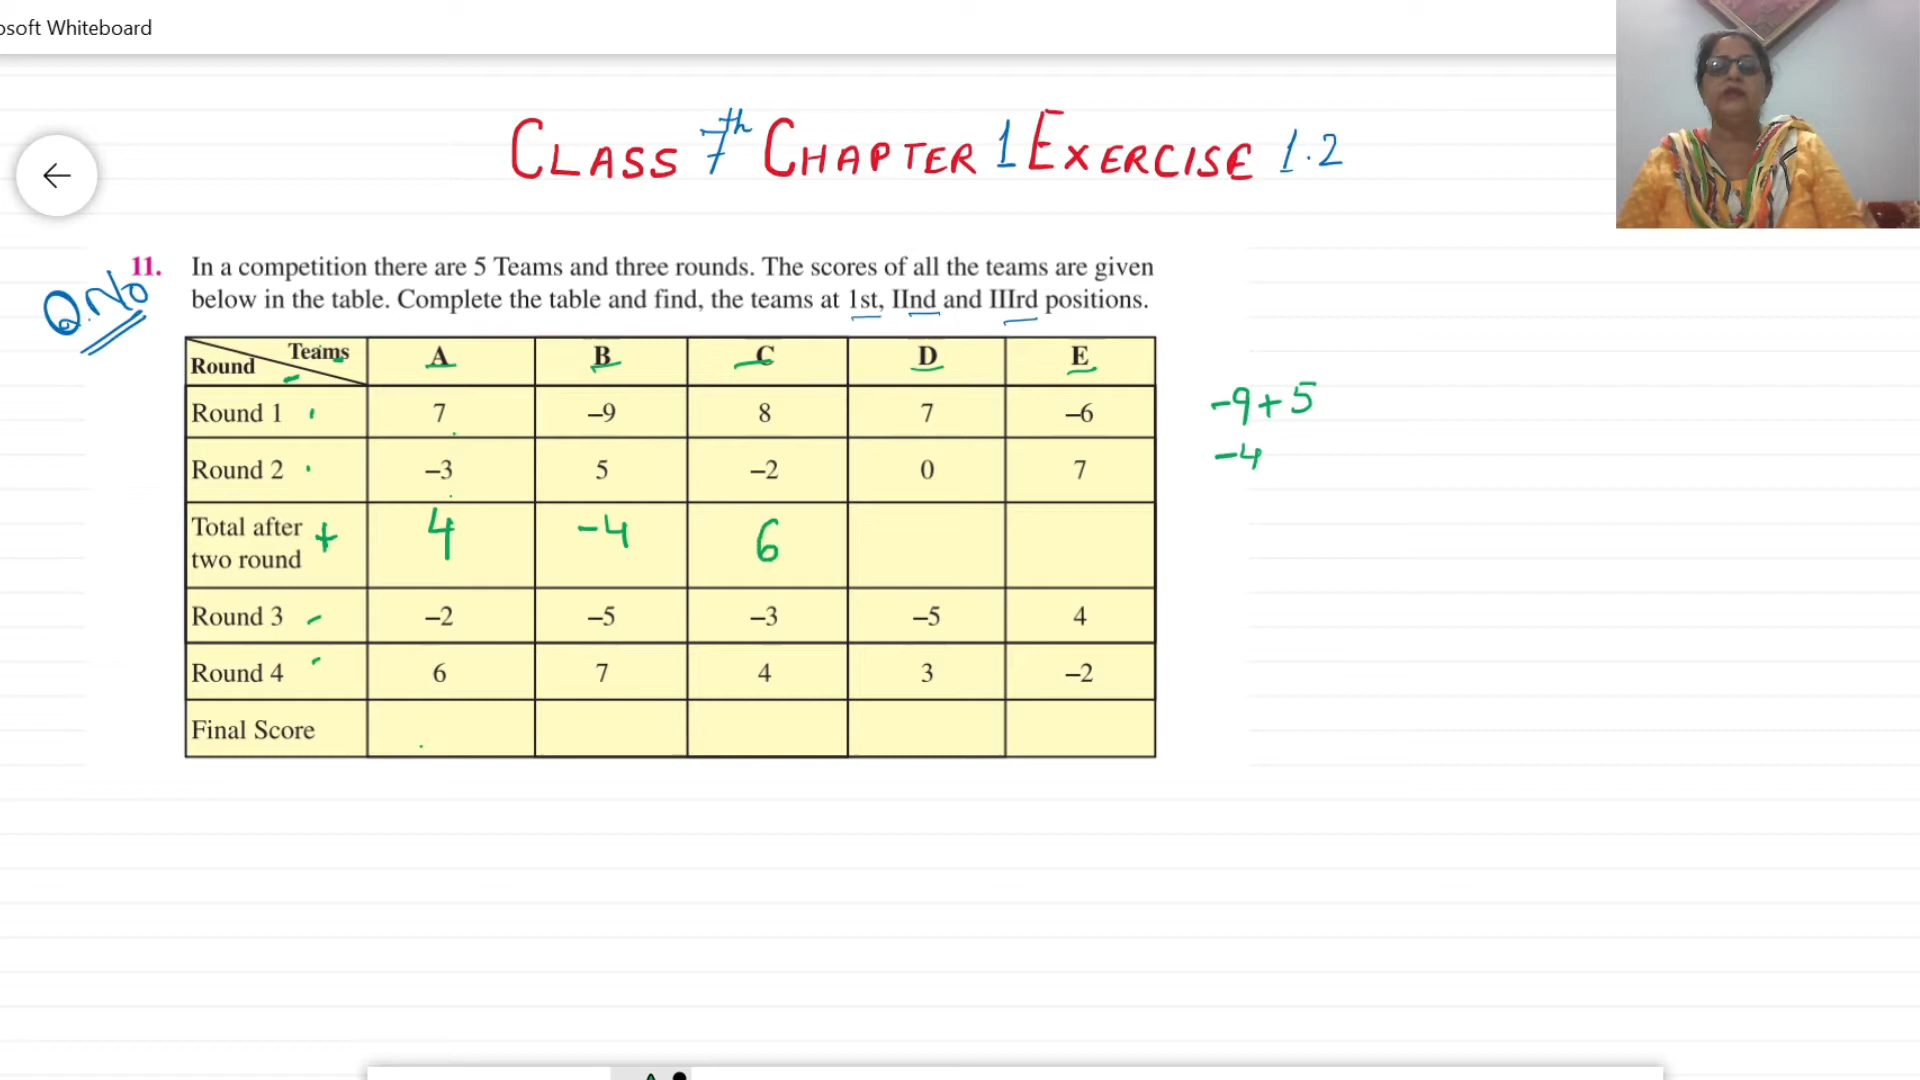 osoft Whiteboard
CLASS 7th CHAPTER 1 EXERCISE 1.2
Q.No 11. In a competition there are 5 Teams and three rounds. The scores of all the teams are given
below in the table. Complete the table and find, the teams at 1st, IInd and IIIrd positions.
Round Teams A B C D E
Round 1 7 –9 8 7 –6
Round 2 –3 5 –2 0 7
Total after two round + 4 -4 6
Round 3 –2 –5 –3 –5 4
Round 4 6 7 4 3 –2
Final Score
-9+5
-4